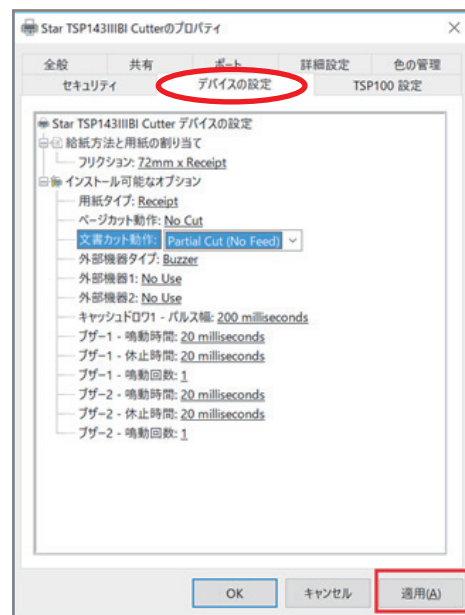 Star TSP143IIIBI Cutterのプロパティ
全般 共有 ポート 詳細設定 色の管理
セキュリティ デバイスの設定 TSP100 設定
Star TSP143IIIBI Cutter デバイスの設定
給紙方法と用紙の割り当て
フリクション: 72mm x Receipt
インストール可能なオプション
用紙タイプ: Receipt
ページカット動作: No Cut
文書カット動作: Partial Cut (No Feed)
外部機器タイプ: Buzzer
外部機器1: No Use
外部機器2: No Use
キャッシュドロワ1 - パルス幅: 200 milliseconds
ブザー1 - 鳴動時間: 20 milliseconds
ブザー1 - 休止時間: 20 milliseconds
ブザー1 - 鳴動回数: 1
ブザー2 - 鳴動時間: 20 milliseconds
ブザー2 - 休止時間: 20 milliseconds
ブザー2 - 鳴動回数: 1
OK キャンセル 適用(A)